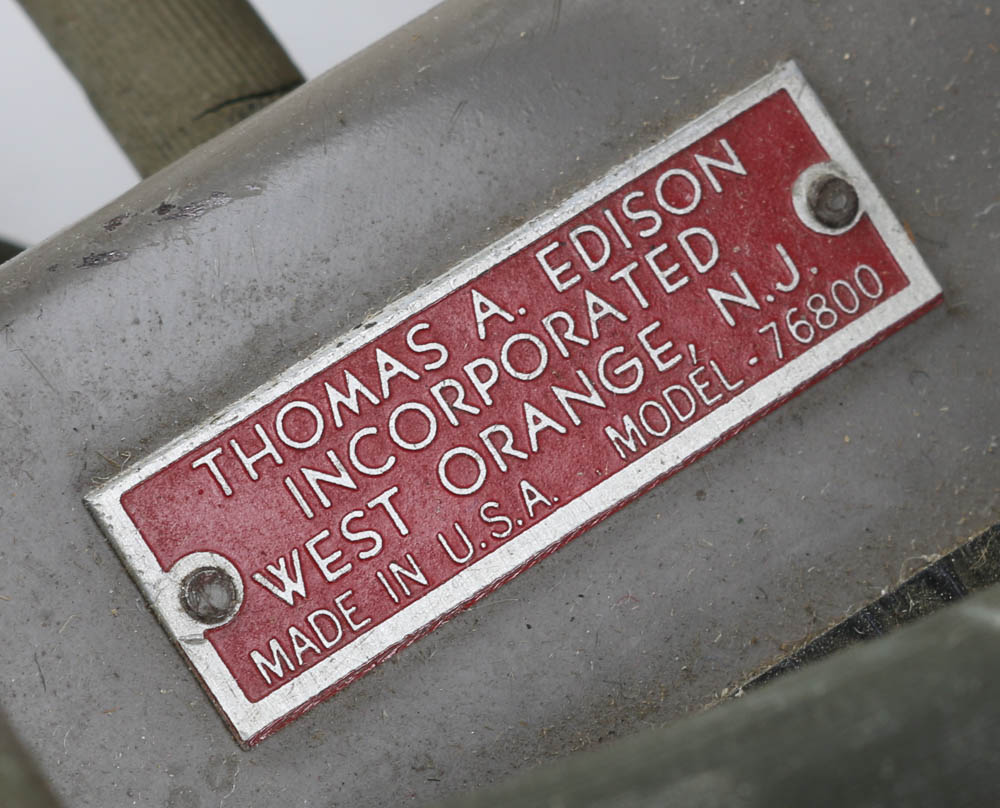 THOMAS A. EDISON
INCORPORATED
WEST ORANGE, N.J.
MADE IN U.S.A. MODEL-76800